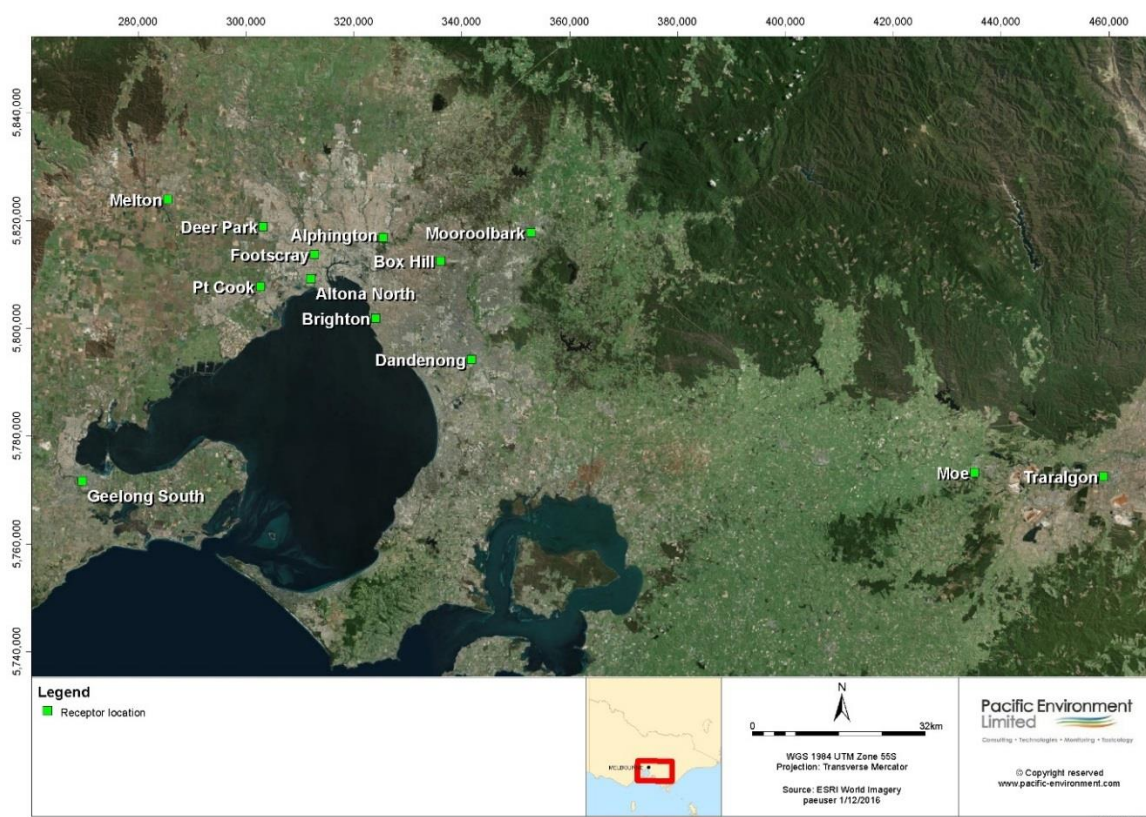 280,000 300,000 320,000 340,000 360,000 380,000 400,000 420,000 440,000 460,000
5,840,000
5,820,000
5,800,000
5,780,000
5,760,000
5,740,000
Melton
Deer Park
Alphington
Mooroolbark
Footscray
Box Hill
Pt Cook
Altona North
Brighton
Dandenong
Moe
Traralgon
Geelong South
Legend
Receptor location
MELBOURNE
N
0 32km
WGS 1984 UTM Zone 55S
Projection: Transverse Mercator
Source: ESRI World Imagery
paeuser 1/12/2016
Pacific Environment
Limited
Consulting • Technologies • Monitoring • Toxicology
© Copyright reserved
www.pacific-environment.com